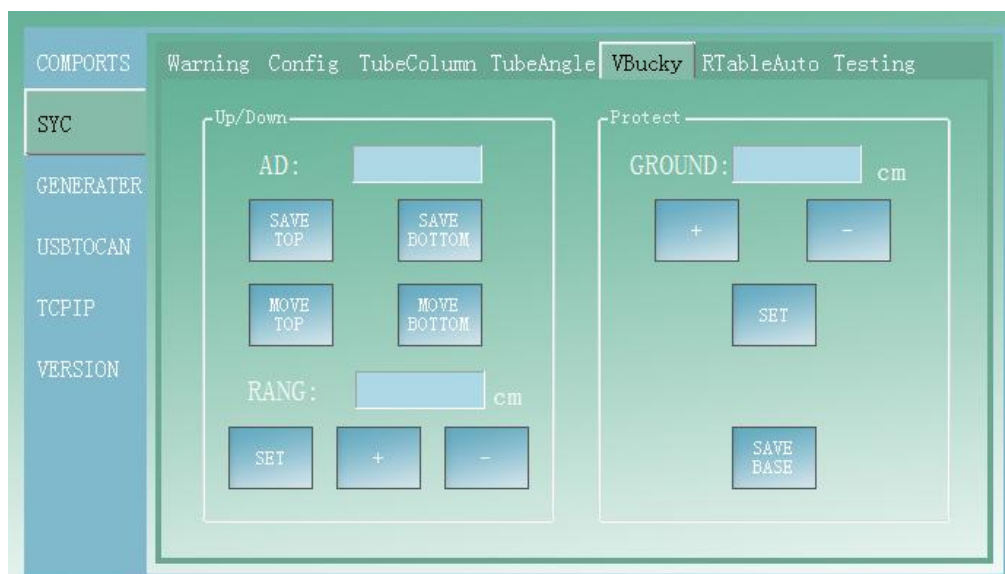 COMPORTS
SYC
GENERATER
USBTOCAN
TCPIP
VERSION
Warning Config TubeColumn TubeAngle VBucky RTableAuto Testing
Up/Down
AD:
SAVE
TOP
SAVE
BOTTOM
MOVE
TOP
MOVE
BOTTOM
RANG:
cm
SET
+
-
Protect
GROUND:
cm
+
-
SET
SAVE
BASE